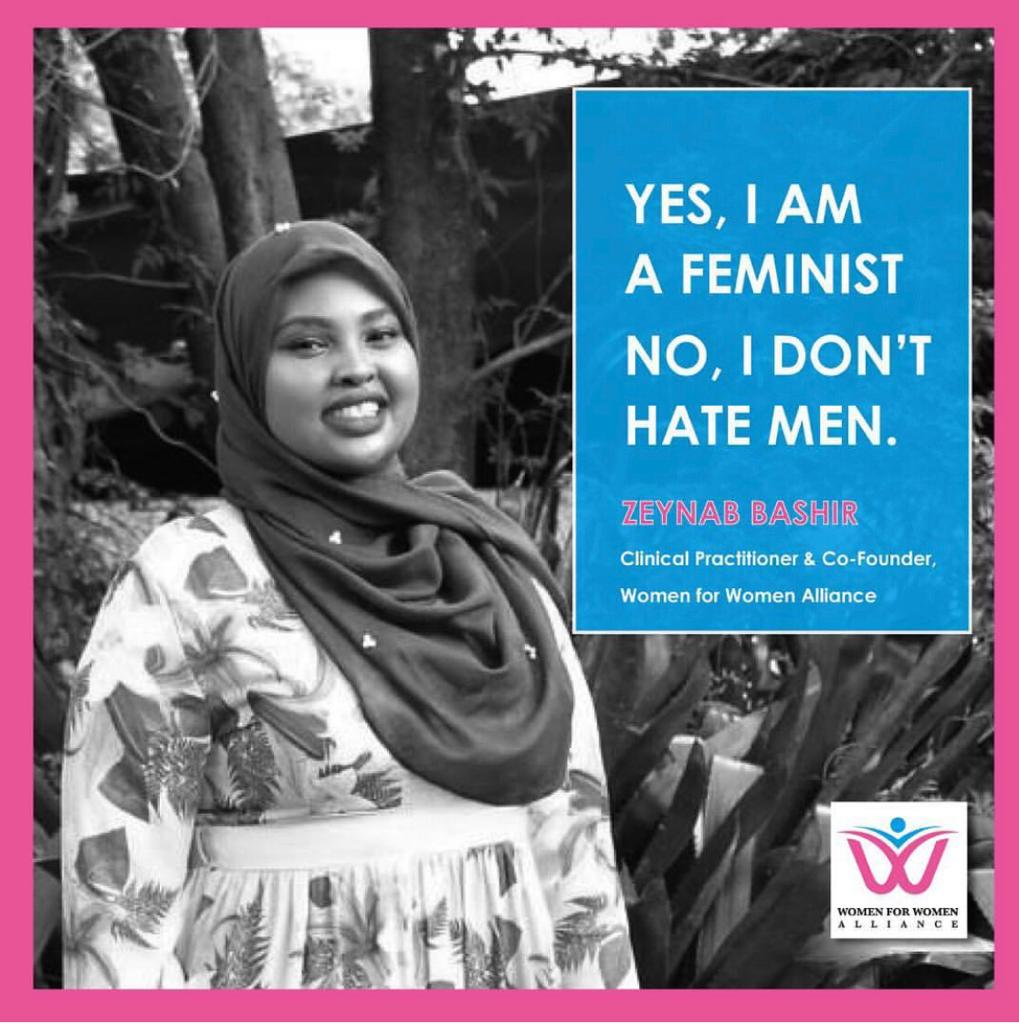 YES, I AM
A FEMINIST
NO, I DON'T
HATE MEN.
ZEYNAB BASHIR
Clinical Practitioner & Co-Founder,
Women for Women Alliance
WOMEN FOR WOMEN
ALLIANCE